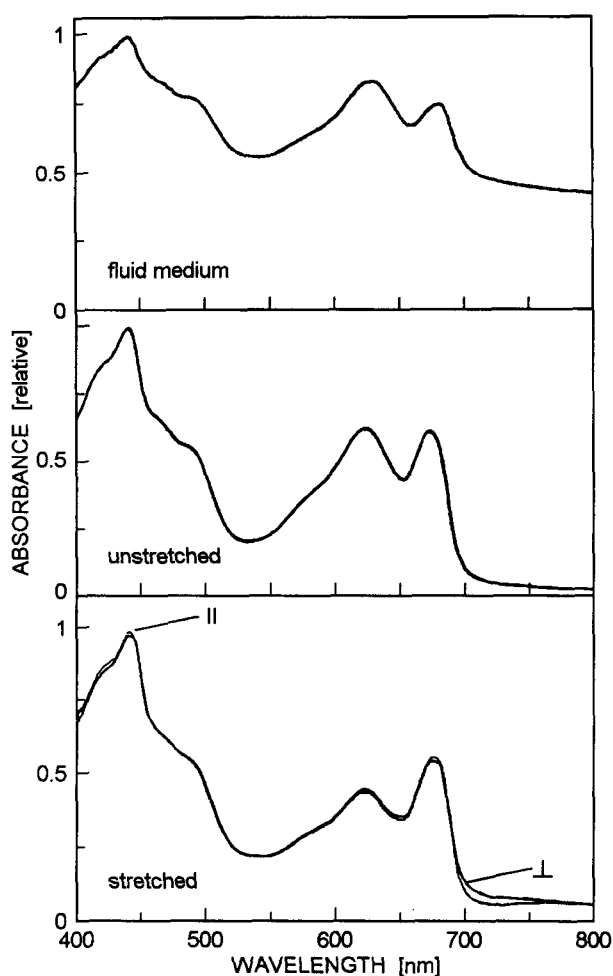 1
0.5
fluid medium
0
ABSORBANCE [relative]
0.5
unstretched
0
1
||
0.5
⊥
stretched
0
400 500 600 700 800
WAVELENGTH [nm]